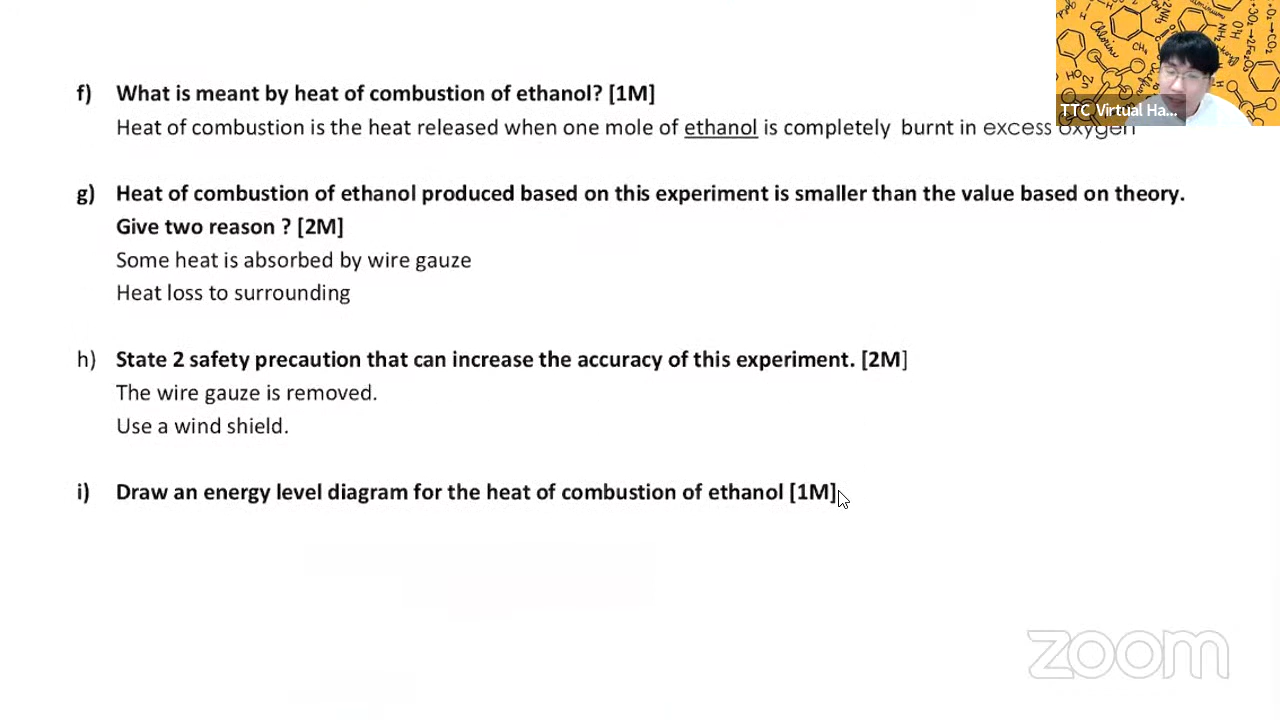 f) What is meant by heat of combustion of ethanol? [1M]
Heat of combustion is the heat released when one mole of ethanol is completely burnt in excess oxygen
g) Heat of combustion of ethanol produced based on this experiment is smaller than the value based on theory.
Give two reason ? [2M]
Some heat is absorbed by wire gauze
Heat loss to surrounding
h) State 2 safety precaution that can increase the accuracy of this experiment. [2M]
The wire gauze is removed.
Use a wind shield.
i) Draw an energy level diagram for the heat of combustion of ethanol [1M]
TTC Virtual Ha...
Chlorine
zoom